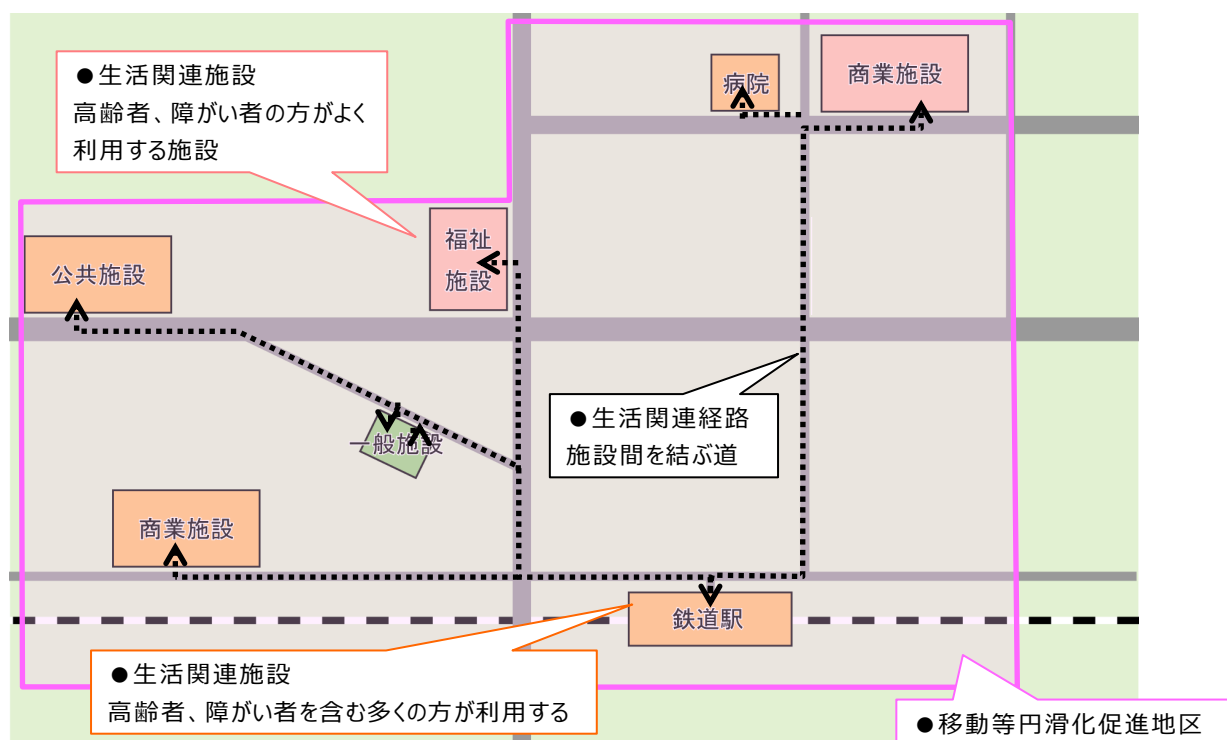 ●生活関連施設
高齢者、障がい者の方がよく
利用する施設
病院
商業施設
福祉
施設
公共施設
●生活関連経路
施設間を結ぶ道
一般施設
商業施設
鉄道駅
●生活関連施設
高齢者、障がい者を含む多くの方が利用する
●移動等円滑化促進地区